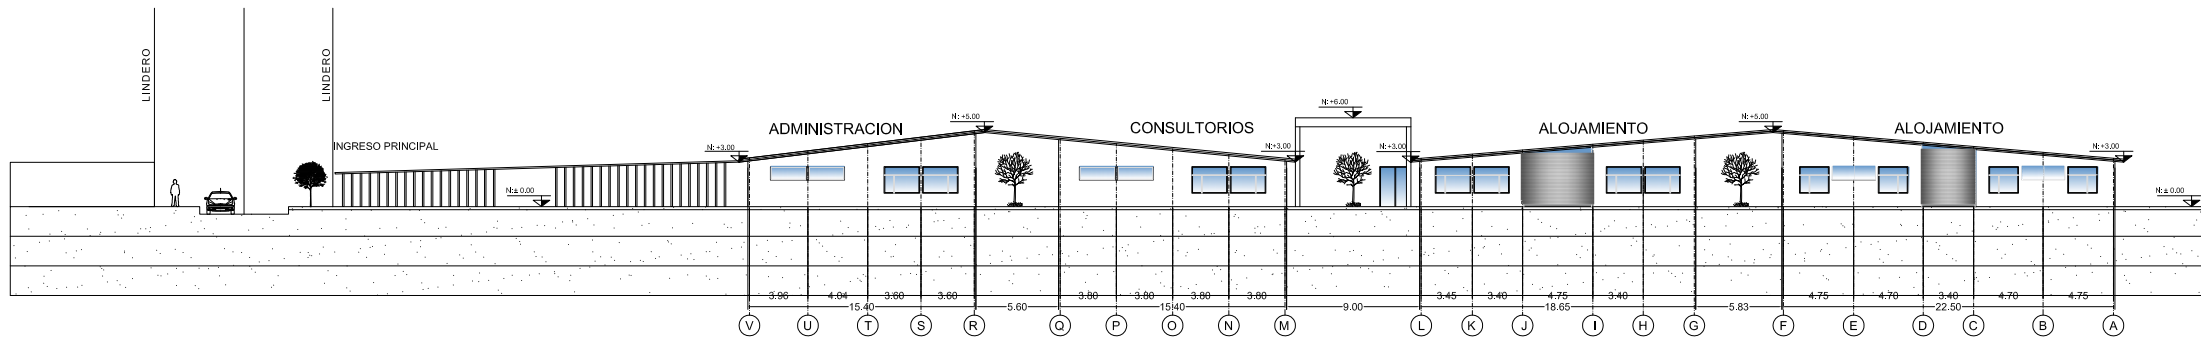 LINDERO
LINDERO
N:+6.00
N: +5.00
N: +5.00
ADMINISTRACION
CONSULTORIOS
ALOJAMIENTO
ALOJAMIENTO
INGRESO PRINCIPAL
N: +3.00
N:+3.00
N:+3.00
N:+3.00
N:± 0.00
N: ± 0.00
3.96 4.04 3.60 3.60 3.80 3.80 3.60 3.60 3.45 3.40 4.75 3.40 4.75 4.70 3.40 4.70 4.75
15.40 5.60 15.40 9.00 18.65 5.83 22.50
V U T S R Q P O N M L K J I H G F E D C B A